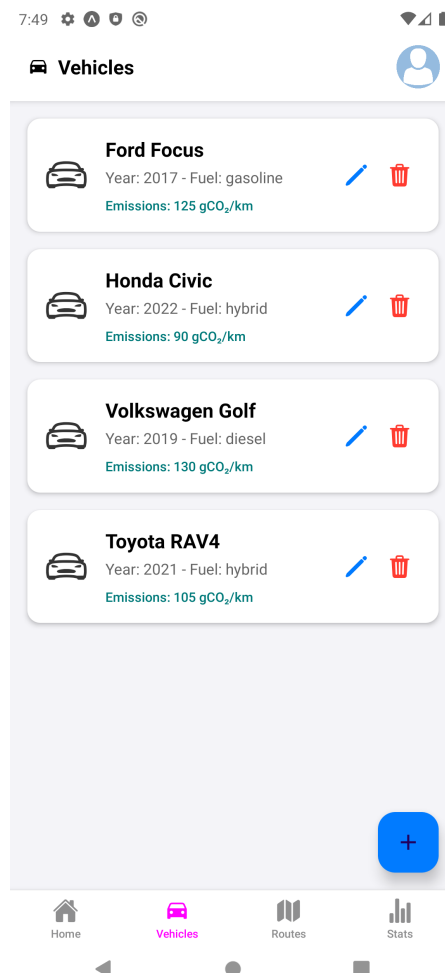 7:49
Vehicles
Ford Focus
Year: 2017 - Fuel: gasoline
Emissions: 125 gCO₂/km
Honda Civic
Year: 2022 - Fuel: hybrid
Emissions: 90 gCO₂/km
Volkswagen Golf
Year: 2019 - Fuel: diesel
Emissions: 130 gCO₂/km
Toyota RAV4
Year: 2021 - Fuel: hybrid
Emissions: 105 gCO₂/km
+
Home Vehicles Routes Stats